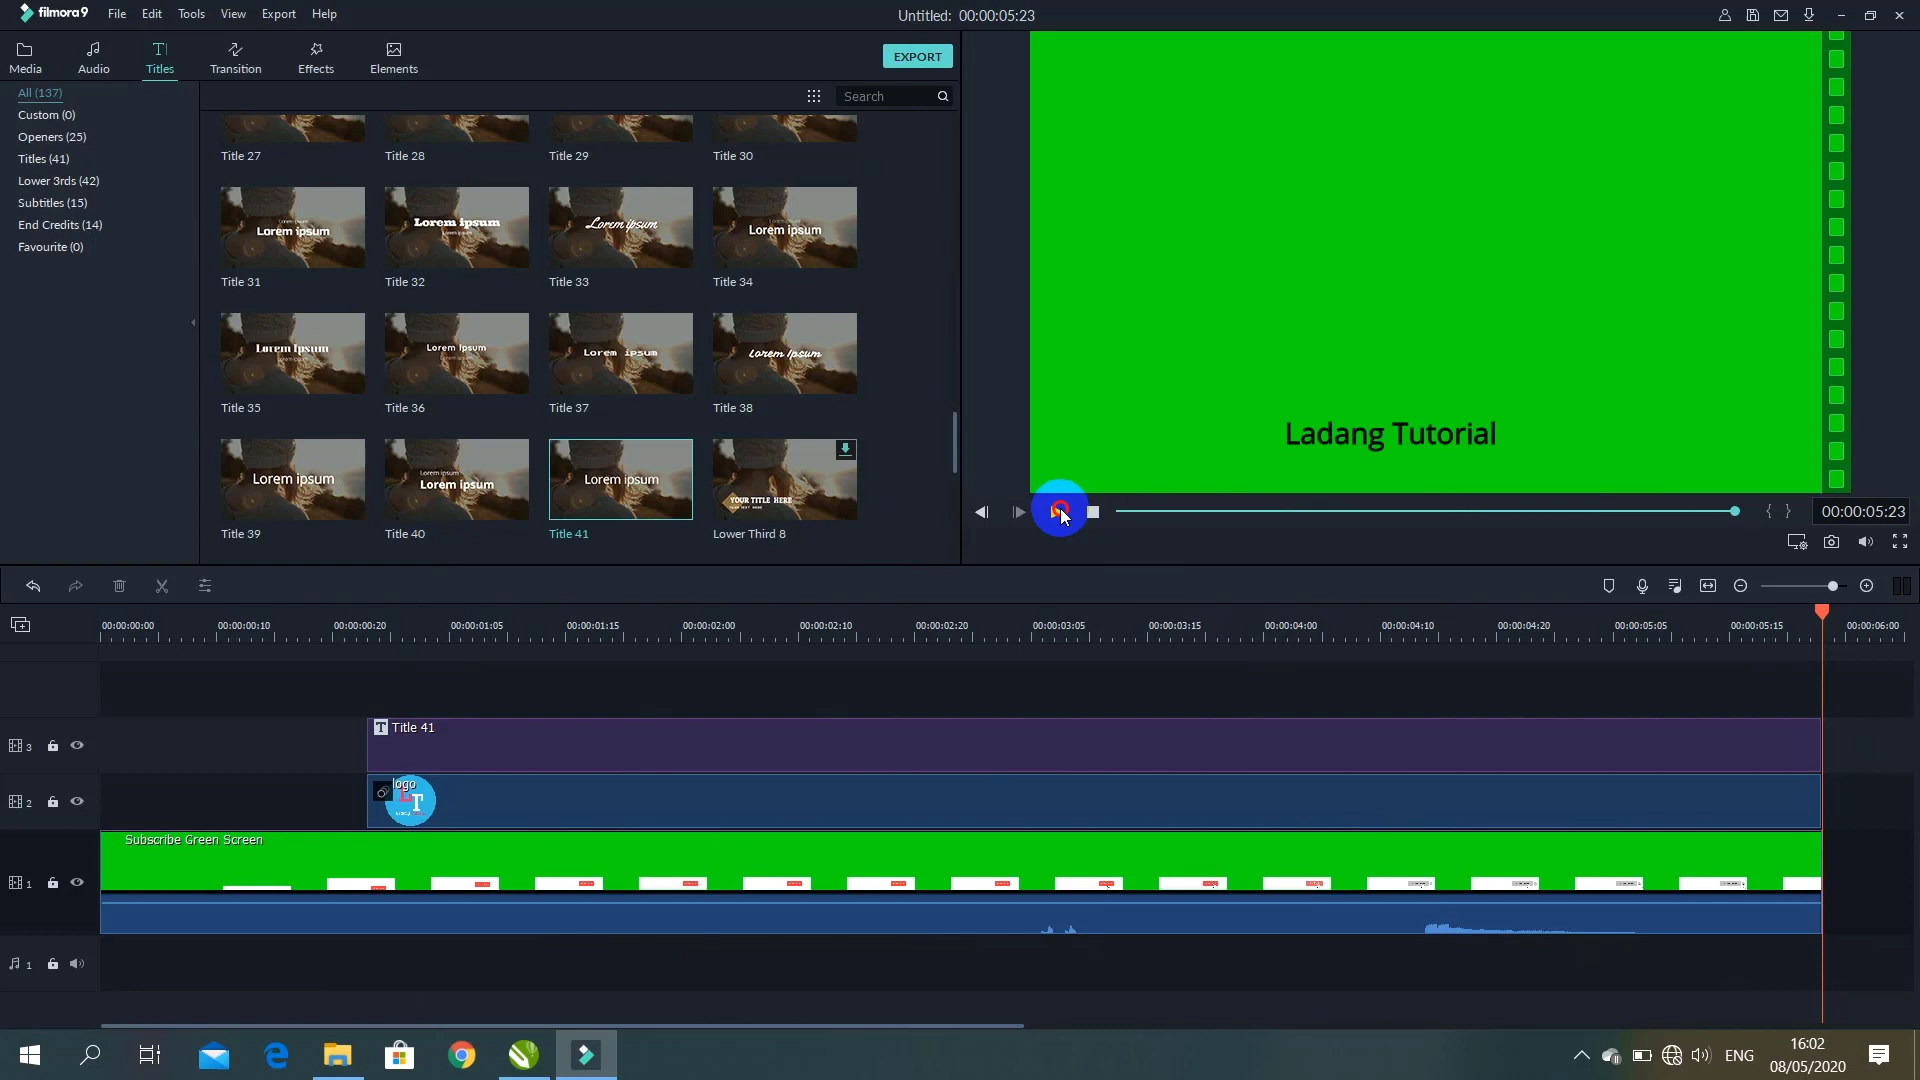 filmora9
File Edit Tools View Export Help
Untitled: 00:00:05:23
Media Audio Titles Transition Effects Elements
EXPORT
All (137)
Custom (0)
Openers (25)
Titles (41)
Lower 3rds (42)
Subtitles (15)
End Credits (14)
Favourite (0)
Search
Title 27 Title 28 Title 29 Title 30
Lorem ipsum Lorem ipsum Lorem ipsum Lorem ipsum
Title 31 Title 32 Title 33 Title 34
Lorem Ipsum Lorem Ipsum Lorem ipsum Lorem Ipsum
Title 35 Title 36 Title 37 Title 38
Lorem ipsum Lorem ipsum Lorem ipsum Lorem ipsum YOUR TITLE HERE
Title 39 Title 40 Title 41 Lower Third 8
Ladang Tutorial
{ } 00:00:05:23
00:00:00:00 00:00:00:10 00:00:00:20 00:00:01:05 00:00:01:15 00:00:02:00 00:00:02:10 00:00:02:20 00:00:03:05 00:00:03:15 00:00:04:00 00:00:04:10 00:00:04:20 00:00:05:05 00:00:05:15 00:00:06:00
3 T Title 41
2 logo
LT
Subscribe Green Screen
1
1
ENG
16:02
08/05/2020